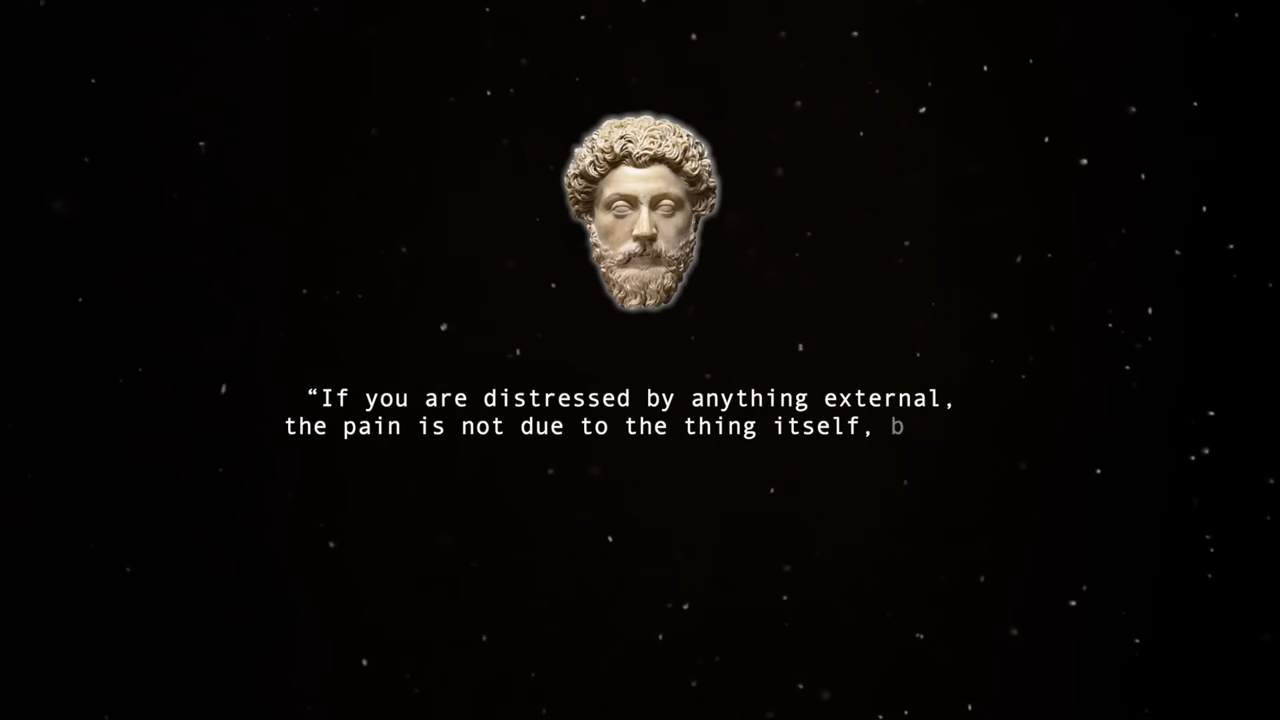 “If you are distressed by anything external,
the pain is not due to the thing itself, b